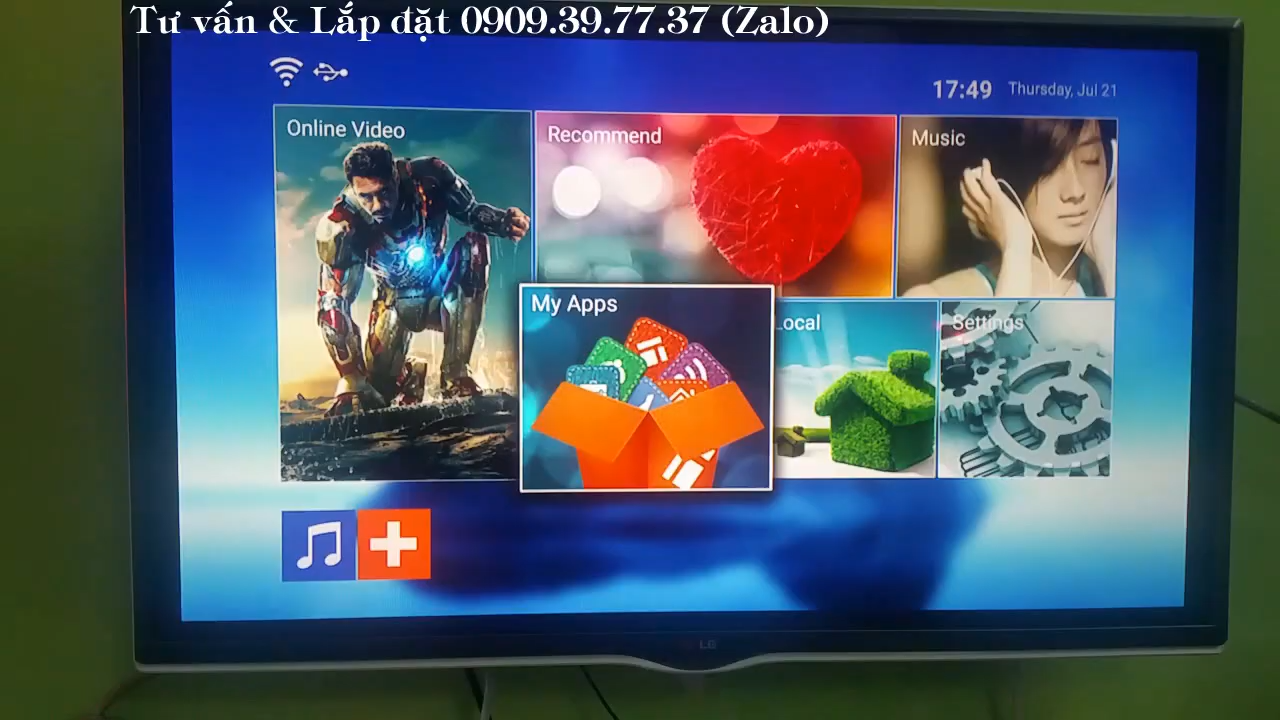 Tư vấn & Lắp đặt 0909.39.77.37 (Zalo)
17:49 Thursday, Jul 21
Online Video
Recommend
Music
My Apps
Local
Settings
LG